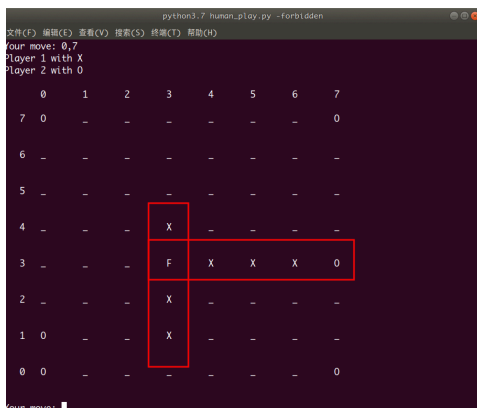 python3.7 human_play.py -forbidden
文件(F) 编辑(E) 查看(V) 搜索(S) 终端(T) 帮助(H)
Your move: 0,7
Player 1 with X
Player 2 with O
0 1 2 3 4 5 6 7
7 O _ _ _ _ _ _ O
6 _ _ _ _ _ _ _ _
5 _ _ _ _ _ _ _ _
4 _ _ _ X _ _ _ _
3 _ _ _ F X X X O
2 _ _ _ X _ _ _ _
1 O _ _ X _ _ _ _
0 O _ _ _ _ _ _ O
Your move: